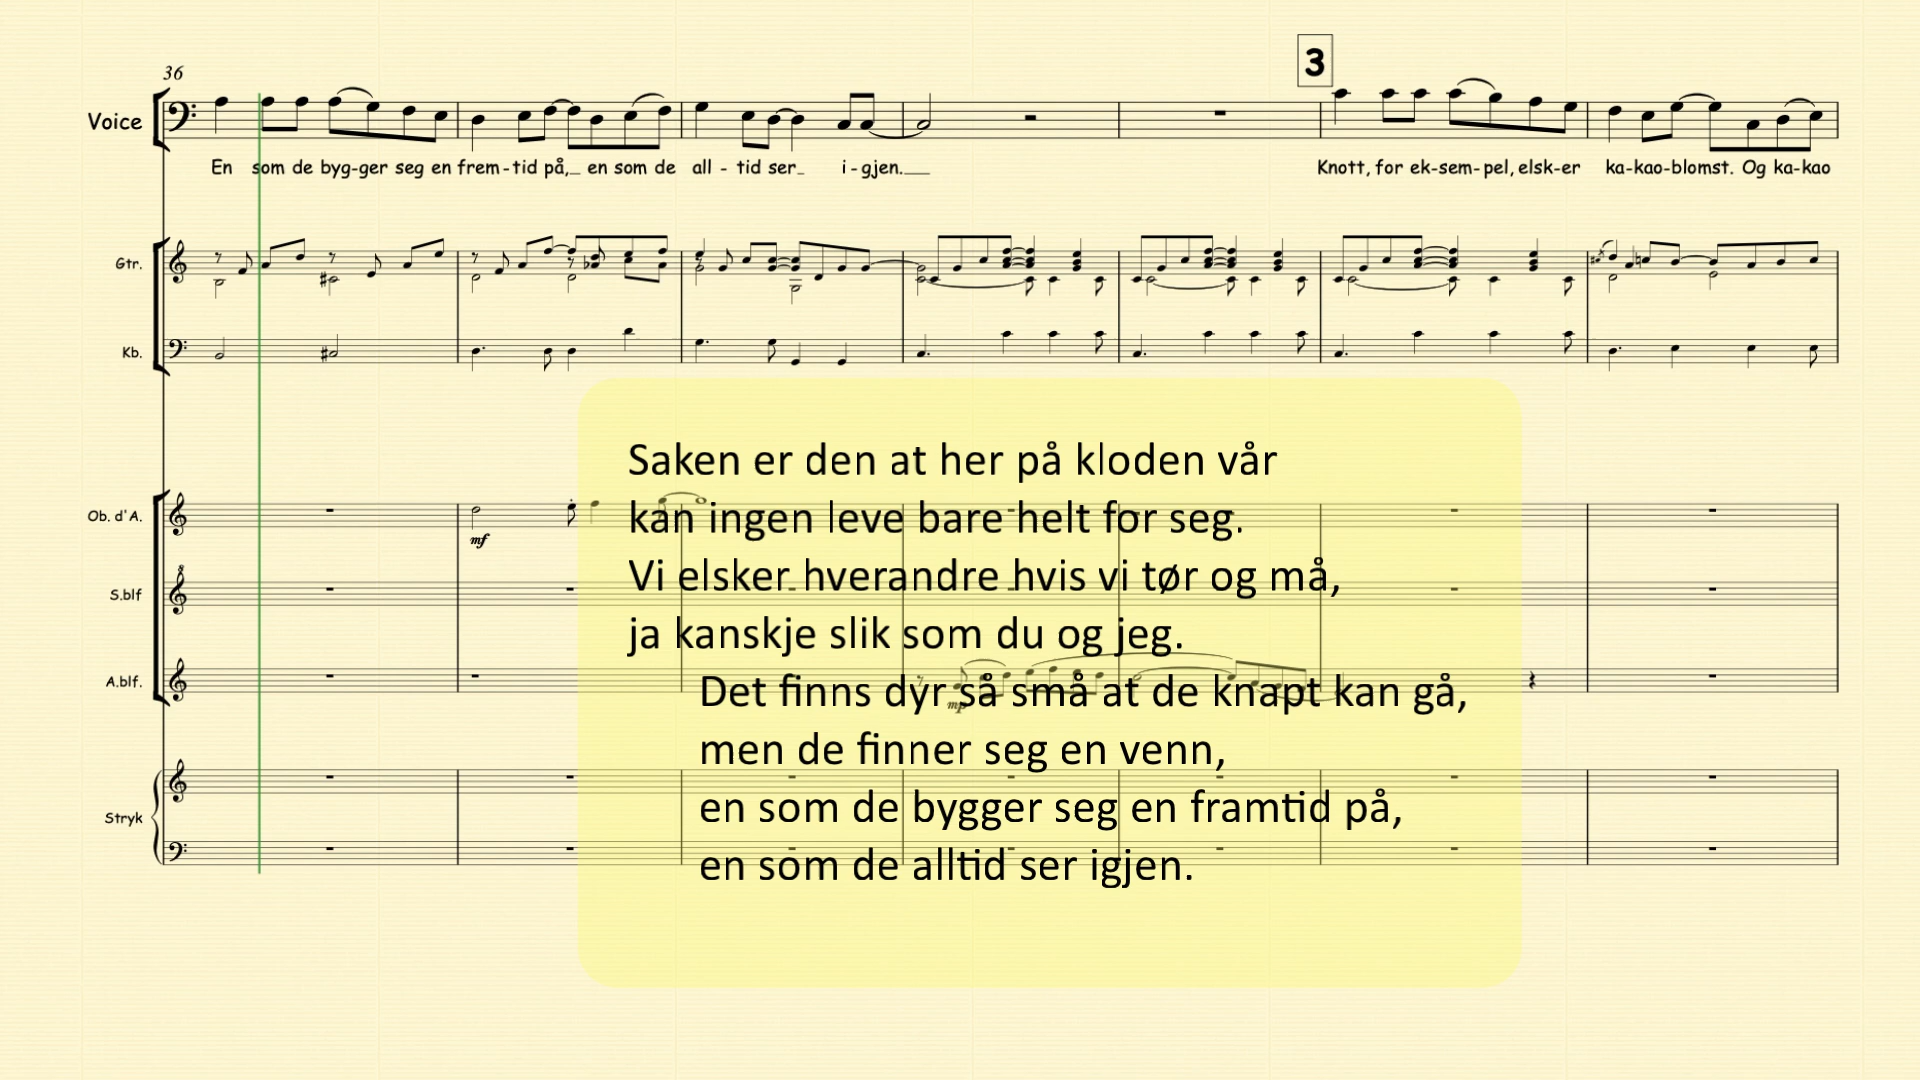 3
36
Voice
En som de byg-ger seg en frem-tid på,_ en som de all - tid ser_ i-gjen.__ Knott, for ek-sem-pel, elsk-er ka-kao-blomst. Og ka-kao
Gtr.
Kb.
Saken er den at her på kloden vår
Ob. d'A.
kan ingen leve bare helt for seg.
mf
Vi elsker hverandre hvis vi tør og må,
S.blf
ja kanskje slik som du og jeg.
A.blf.
Det finns dyr så små at de knapt kan gå,
mp
men de finner seg en venn,
en som de bygger seg en framtid på,
Stryk
en som de alltid ser igjen.